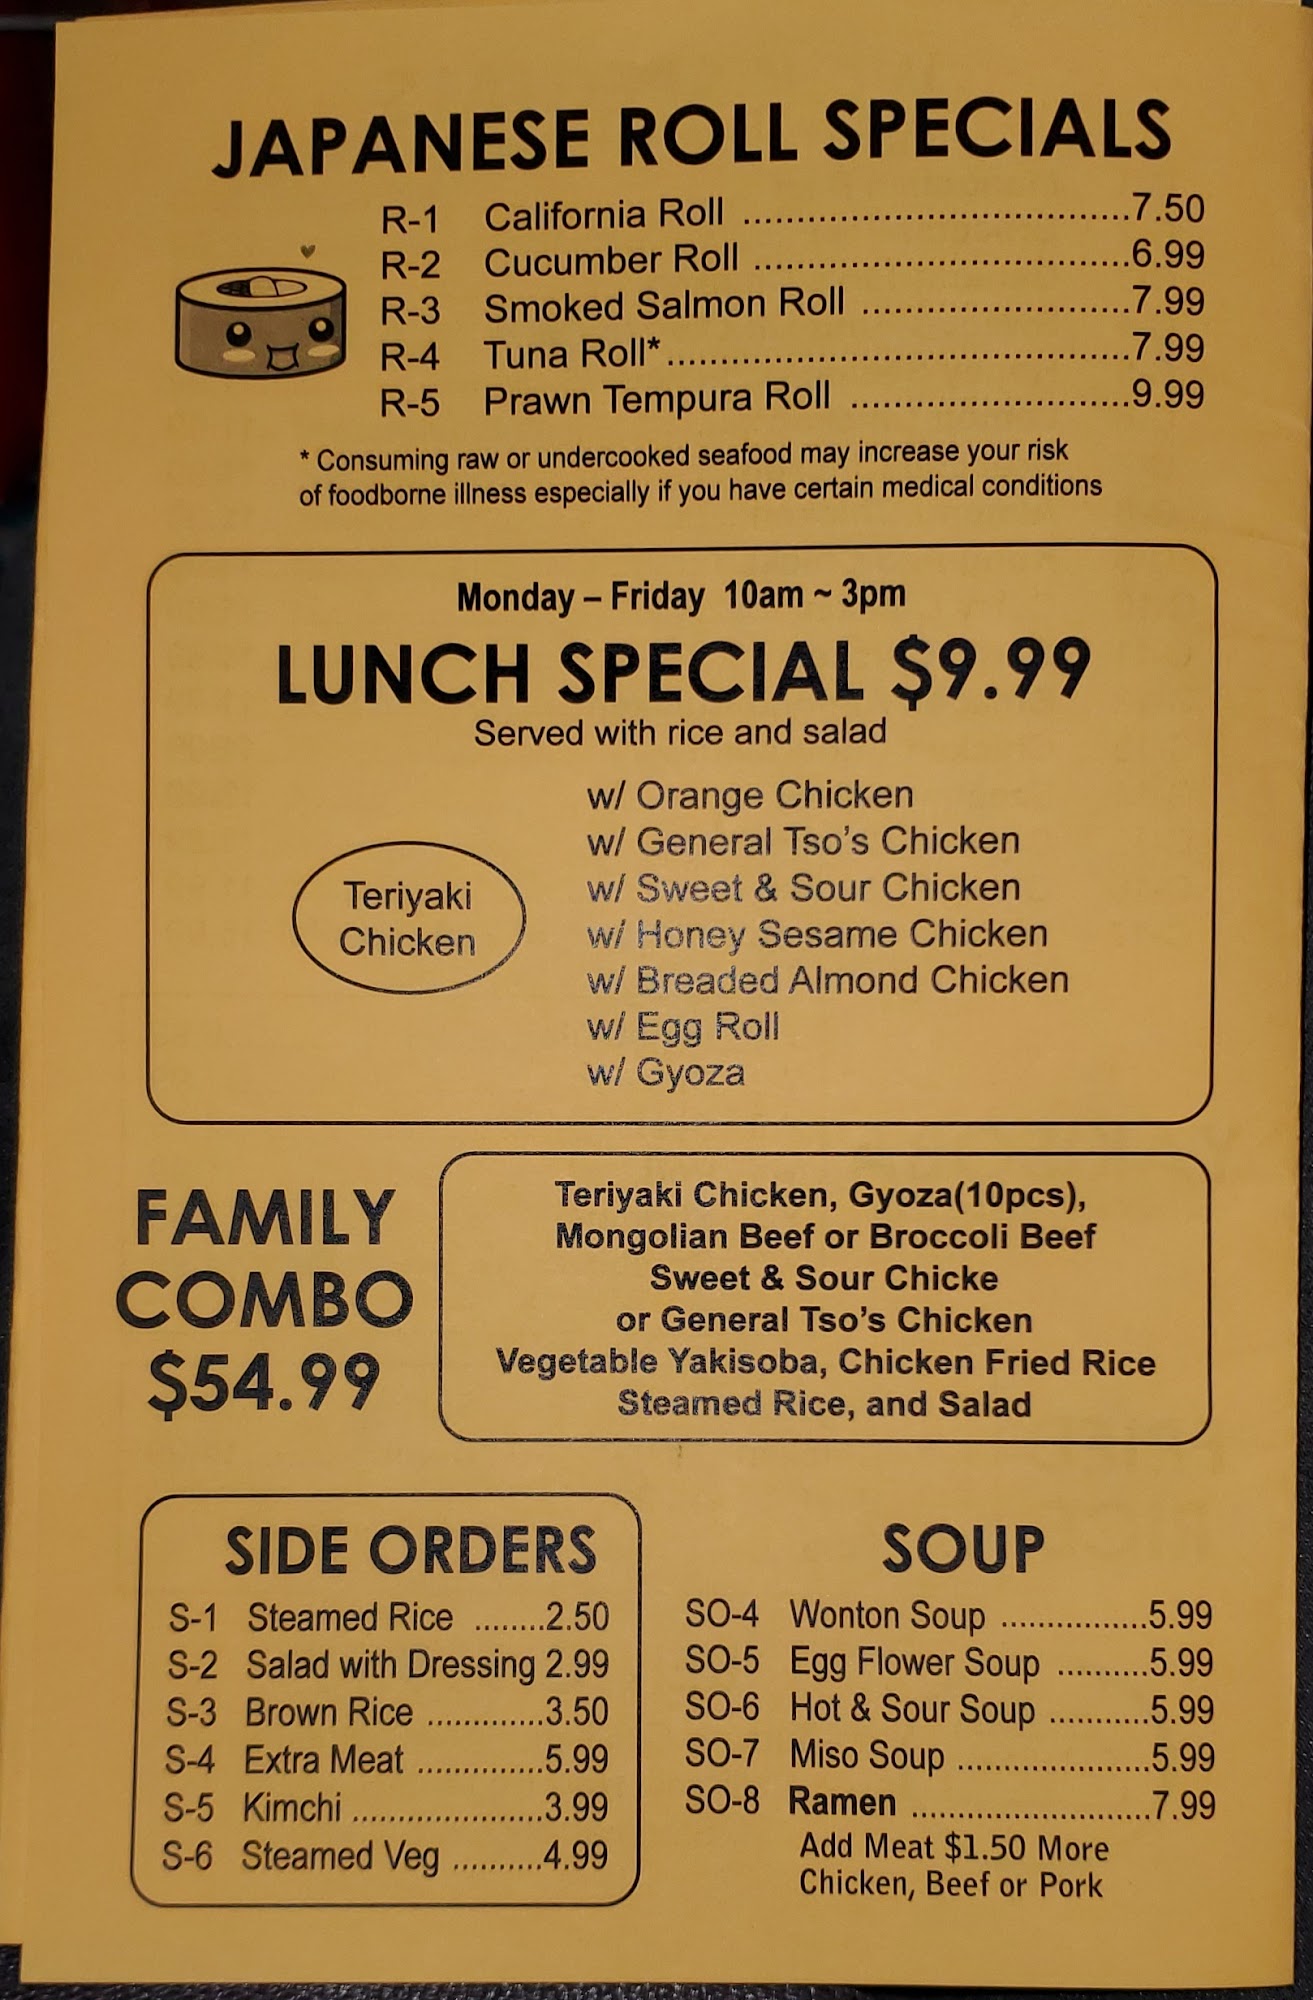 JAPANESE ROLL SPECIALS
R-1 California Roll ....................................7.50
R-2 Cucumber Roll ...................................6.99
R-3 Smoked Salmon Roll .........................7.99
R-4 Tuna Roll*...........................................7.99
R-5 Prawn Tempura Roll ..........................9.99
* Consuming raw or undercooked seafood may increase your risk
of foodborne illness especially if you have certain medical conditions
Monday – Friday 10am ~ 3pm
LUNCH SPECIAL $9.99
Served with rice and salad
Teriyaki
Chicken
w/ Orange Chicken
w/ General Tso's Chicken
w/ Sweet & Sour Chicken
w/ Honey Sesame Chicken
w/ Breaded Almond Chicken
w/ Egg Roll
w/ Gyoza
FAMILY
COMBO
$54.99
Teriyaki Chicken, Gyoza(10pcs),
Mongolian Beef or Broccoli Beef
Sweet & Sour Chicke
or General Tso's Chicken
Vegetable Yakisoba, Chicken Fried Rice
Steamed Rice, and Salad
SIDE ORDERS
S-1 Steamed Rice ........2.50
S-2 Salad with Dressing 2.99
S-3 Brown Rice .............3.50
S-4 Extra Meat ..............5.99
S-5 Kimchi .....................3.99
S-6 Steamed Veg ..........4.99
SOUP
SO-4 Wonton Soup ................5.99
SO-5 Egg Flower Soup ..........5.99
SO-6 Hot & Sour Soup ...........5.99
SO-7 Miso Soup .....................5.99
SO-8 Ramen ..........................7.99
Add Meat $1.50 More
Chicken, Beef or Pork